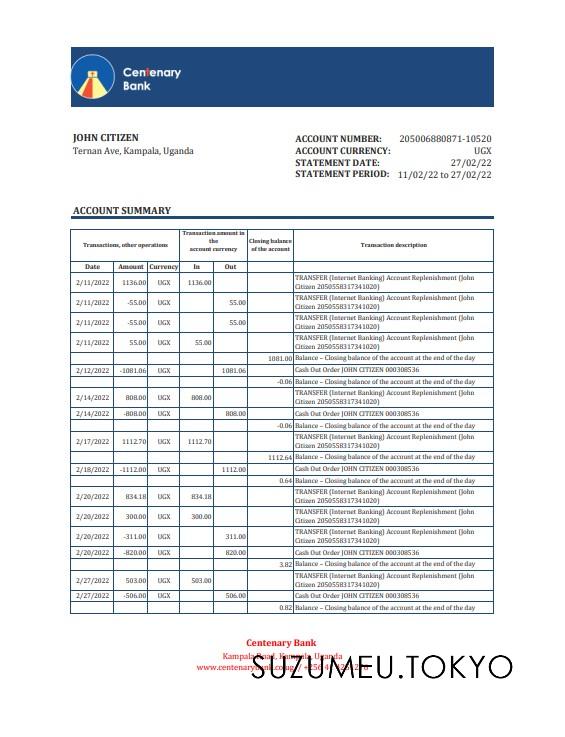 Centenary
Bank
JOHN CITIZEN
Ternan Ave, Kampala, Uganda
ACCOUNT NUMBER: 205006880871-10520
ACCOUNT CURRENCY: UGX
STATEMENT DATE: 27/02/22
STATEMENT PERIOD: 11/02/22 to 27/02/22
ACCOUNT SUMMARY
Transactions, other operations
Transaction amount in
the
account currency
Closing balance
of the account
Transaction description
Date Amount Currency In Out
2/11/2022 1136.00 UGX 1136.00 TRANSFER (Internet Banking) Account Replenishment (John
Citizen 2050558317341020)
2/11/2022 -55.00 UGX 55.00 TRANSFER (Internet Banking) Account Replenishment (John
Citizen 2050558317341020)
2/11/2022 -55.00 UGX 55.00 TRANSFER (Internet Banking) Account Replenishment (John
Citizen 2050558317341020)
2/11/2022 55.00 UGX 55.00 TRANSFER (Internet Banking) Account Replenishment (John
Citizen 2050558317341020)
1081.00 Balance – Closing balance of the account at the end of the day
2/12/2022 -1081.06 UGX 1081.06 Cash Out Order JOHN CITIZEN 000308536
-0.06 Balance – Closing balance of the account at the end of the day
2/14/2022 808.00 UGX 808.00 TRANSFER (Internet Banking) Account Replenishment (John
Citizen 2050558317341020)
2/14/2022 -808.00 UGX 808.00 Cash Out Order JOHN CITIZEN 000308536
-0.06 Balance – Closing balance of the account at the end of the day
2/17/2022 1112.70 UGX 1112.70 TRANSFER (Internet Banking) Account Replenishment (John
Citizen 2050558317341020)
1112.64 Balance – Closing balance of the account at the end of the day
2/18/2022 -1112.00 UGX 1112.00 Cash Out Order JOHN CITIZEN 000308536
0.64 Balance – Closing balance of the account at the end of the day
2/20/2022 834.18 UGX 834.18 TRANSFER (Internet Banking) Account Replenishment (John
Citizen 2050558317341020)
2/20/2022 300.00 UGX 300.00 TRANSFER (Internet Banking) Account Replenishment (John
Citizen 2050558317341020)
2/20/2022 -311.00 UGX 311.00 TRANSFER (Internet Banking) Account Replenishment (John
Citizen 2050558317341020)
2/20/2022 -820.00 UGX 820.00 Cash Out Order JOHN CITIZEN 000308536
3.82 Balance – Closing balance of the account at the end of the day
2/27/2022 503.00 UGX 503.00 TRANSFER (Internet Banking) Account Replenishment (John
Citizen 2050558317341020)
2/27/2022 -506.00 UGX 506.00 Cash Out Order JOHN CITIZEN 000308536
0.82 Balance – Closing balance of the account at the end of the day
Centenary Bank
Kampala Road, Kampala, Uganda
www.centenarybank.co.ug
SUZUMEU.TOKYO